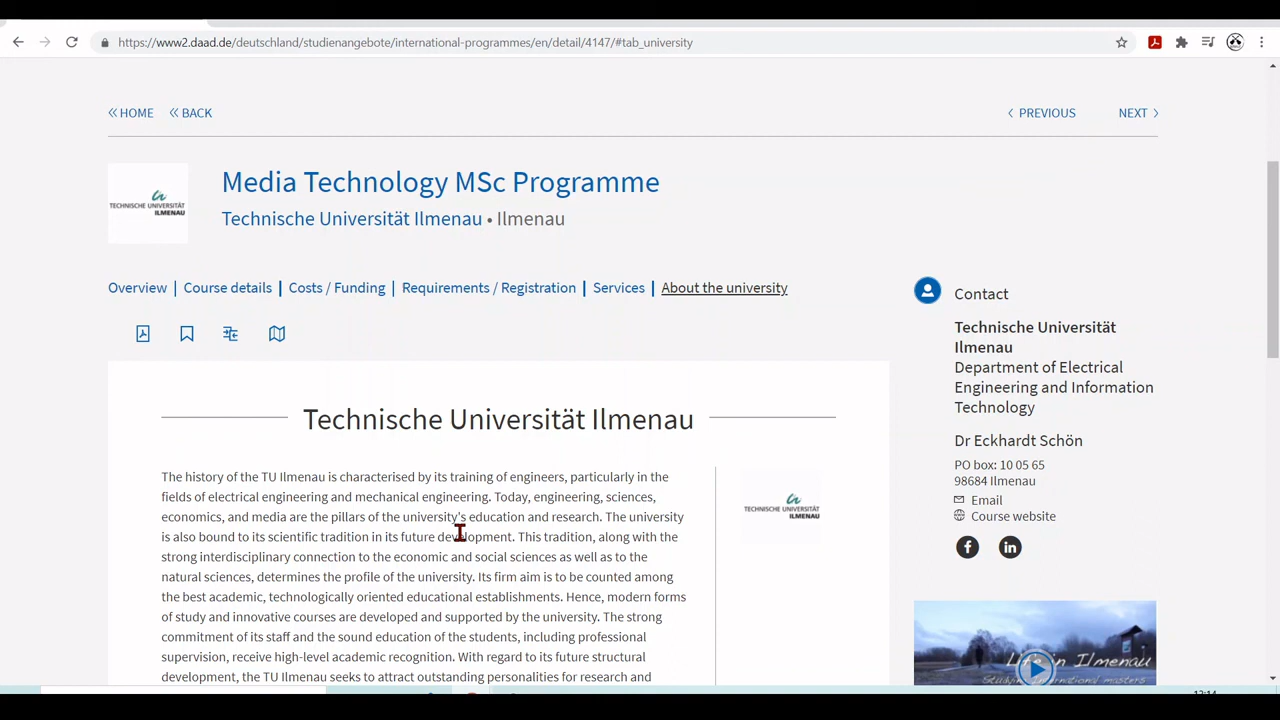 https://www2.daad.de/deutschland/studienangebote/international-programmes/en/detail/4147/#tab_university
HOME BACK
PREVIOUS NEXT
TECHNISCHE UNIVERSITÄT
ILMENAU
Media Technology MSc Programme
Technische Universität Ilmenau • Ilmenau
Overview | Course details | Costs / Funding | Requirements / Registration | Services | About the university
Technische Universität Ilmenau
The history of the TU Ilmenau is characterised by its training of engineers, particularly in the
fields of electrical engineering and mechanical engineering. Today, engineering, sciences,
economics, and media are the pillars of the university's education and research. The university
is also bound to its scientific tradition in its future development. This tradition, along with the
strong interdisciplinary connection to the economic and social sciences as well as to the
natural sciences, determines the profile of the university. Its firm aim is to be counted among
the best academic, technologically oriented educational establishments. Hence, modern forms
of study and innovative courses are developed and supported by the university. The strong
commitment of its staff and the sound education of the students, including professional
supervision, receive high-level academic recognition. With regard to its future structural
development, the TU Ilmenau seeks to attract outstanding personalities for research and
TECHNISCHE UNIVERSITÄT
ILMENAU
Contact
Technische Universität
Ilmenau
Department of Electrical
Engineering and Information
Technology
Dr Eckhardt Schön
PO box: 10 05 65
98684 Ilmenau
Email
Course website
Life in Ilmenau
Studying International masters